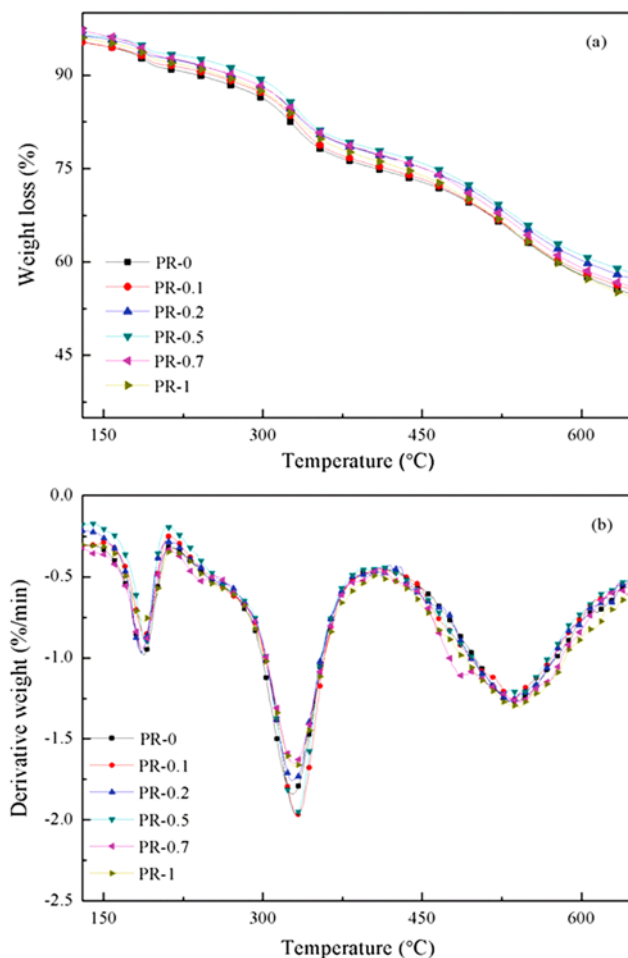 (a)
90
75
60
45
Weight loss (%)
PR-0
PR-0.1
PR-0.2
PR-0.5
PR-0.7
PR-1
150 300 450 600
Temperature (°C)
(b)
0.0
-0.5
-1.0
-1.5
-2.0
-2.5
Derivative weight (%/min)
PR-0
PR-0.1
PR-0.2
PR-0.5
PR-0.7
PR-1
150 300 450 600
Temperature (°C)